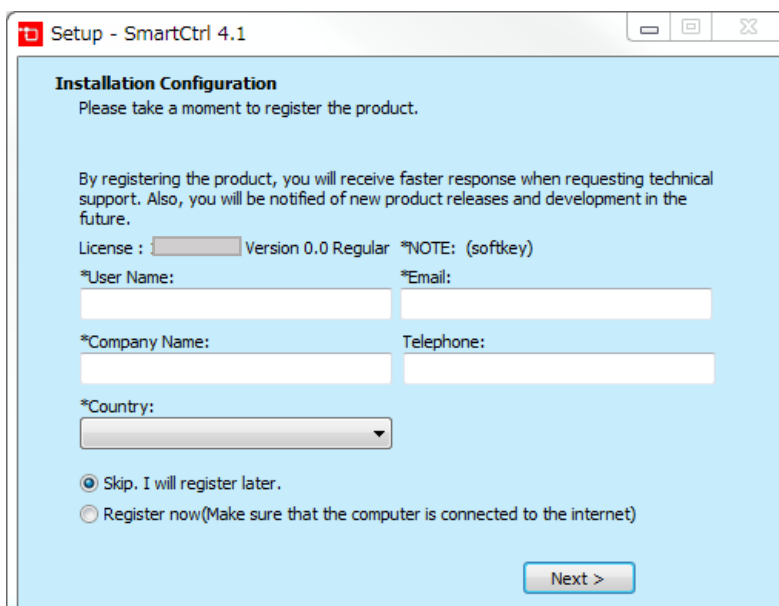 Setup - SmartCtrl 4.1
Installation Configuration
Please take a moment to register the product.
By registering the product, you will receive faster response when requesting technical
support. Also, you will be notified of new product releases and development in the
future.
License : Version 0.0 Regular *NOTE: (softkey)
*User Name: *Email:
*Company Name: Telephone:
*Country:
Skip. I will register later.
Register now(Make sure that the computer is connected to the internet)
Next >